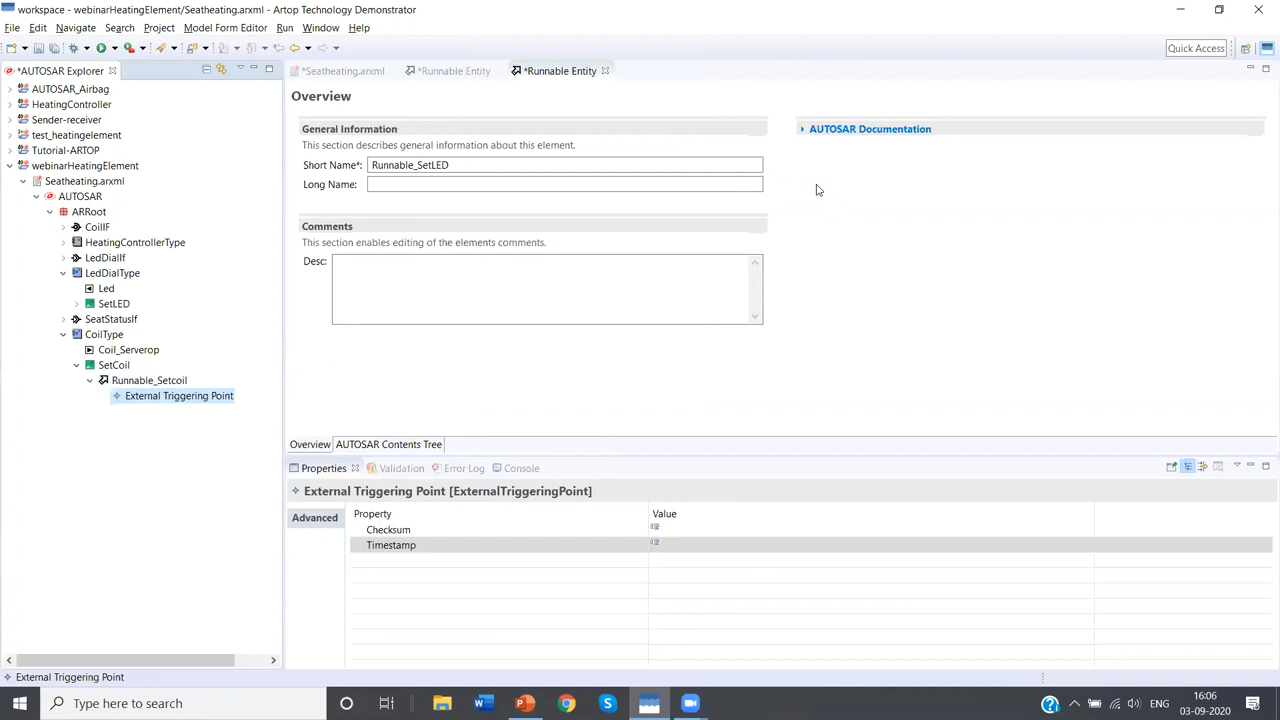 workspace - webinarHeatingElement/Seatheating.arxml - Artop Technology Demonstrator
File Edit Navigate Search Project Model Form Editor Run Window Help
Quick Access
*AUTOSAR Explorer
AUTOSAR_Airbag
HeatingController
Sender-receiver
test_heatingelement
Tutorial-ARTOP
webinarHeatingElement
Seatheating.arxml
AUTOSAR
ARRoot
CoilIF
HeatingControllerType
LedDialIf
LedDialType
Led
SetLED
SeatStatusIf
CoilType
Coil_Serverop
SetCoil
Runnable_Setcoil
External Triggering Point
*Seatheating.arxml *Runnable Entity *Runnable Entity
Overview
General Information
This section describes general information about this element.
Short Name*: Runnable_SetLED
Long Name:
Comments
This section enables editing of the elements comments.
Desc:
AUTOSAR Documentation
Overview AUTOSAR Contents Tree
Properties Validation Error Log Console
External Triggering Point [ExternalTriggeringPoint]
Advanced
Property Value
Checksum
Timestamp
External Triggering Point
Type here to search
ENG
16:06
03-09-2020